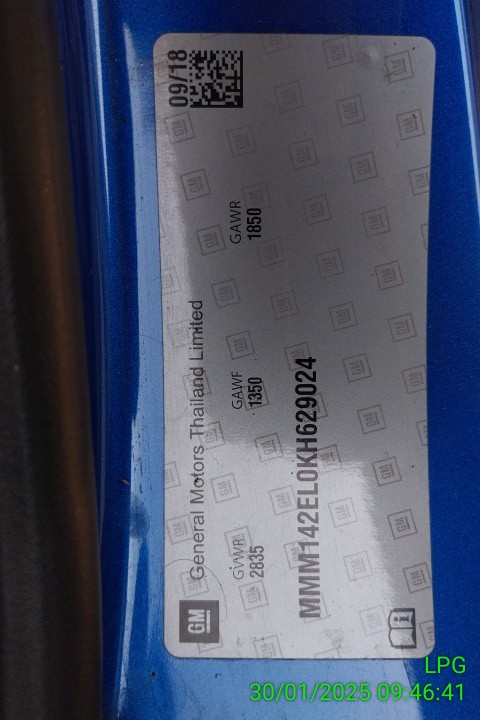 09/18
General Motors Thailand Limited
GVWR GAWF GAWR
2835 1350 1850
MMM142EL0KH629024
GM
LPG
30/01/2025 09:46:41